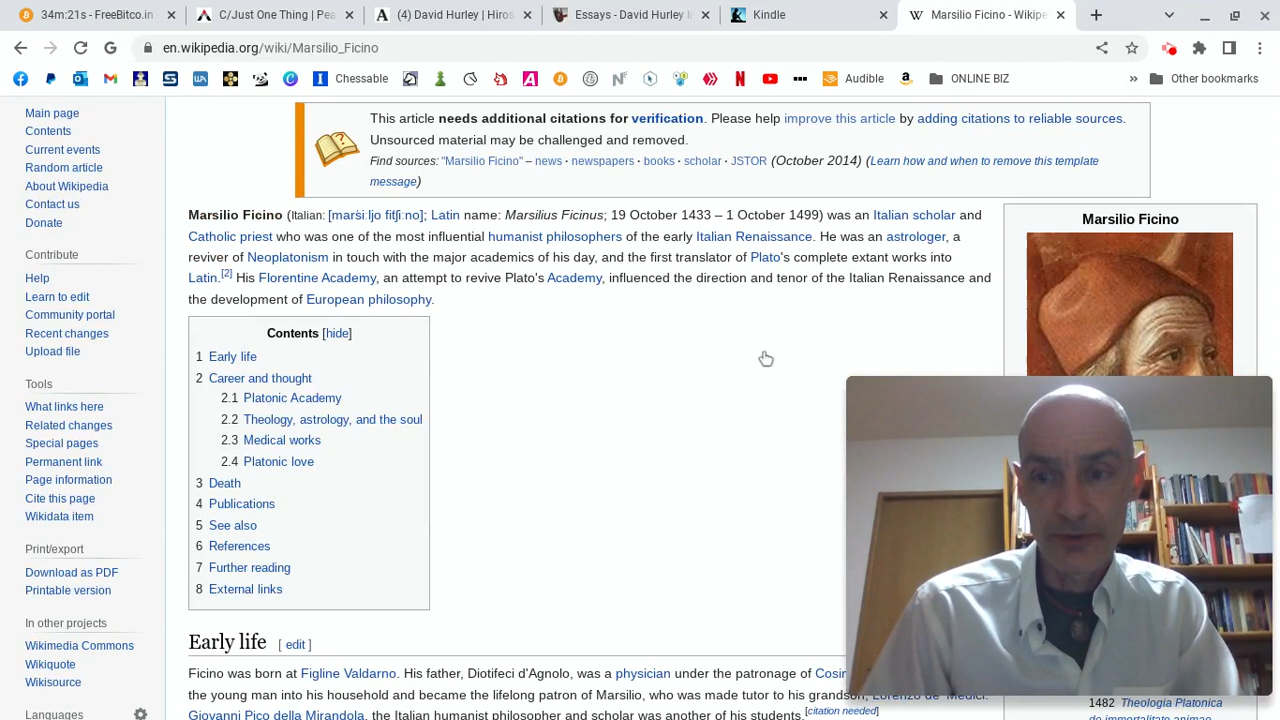 34m:21s - FreeBitco.in -
C/Just One Thing | Pea
(4) David Hurley | Hiros
Essays - David Hurley In
Kindle
Marsilio Ficino - Wikipe
en.wikipedia.org/wiki/Marsilio_Ficino
Chessable
Audible
ONLINE BIZ
Other bookmarks
Main page
Contents
Current events
Random article
About Wikipedia
Contact us
Donate
Contribute
Help
Learn to edit
Community portal
Recent changes
Upload file
Tools
What links here
Related changes
Special pages
Permanent link
Page information
Cite this page
Wikidata item
Print/export
Download as PDF
Printable version
In other projects
Wikimedia Commons
Wikiquote
Wikisource
Languages
This article needs additional citations for verification. Please help improve this article by adding citations to reliable sources.
Unsourced material may be challenged and removed.
Find sources: "Marsilio Ficino" – news · newspapers · books · scholar · JSTOR (October 2014) (Learn how and when to remove this template
message)
Marsilio Ficino (Italian: [marsiːljo fitʃiːno]; Latin name: Marsilius Ficinus; 19 October 1433 – 1 October 1499) was an Italian scholar and
Catholic priest who was one of the most influential humanist philosophers of the early Italian Renaissance. He was an astrologer, a
reviver of Neoplatonism in touch with the major academics of his day, and the first translator of Plato's complete extant works into
Latin.[2] His Florentine Academy, an attempt to revive Plato's Academy, influenced the direction and tenor of the Italian Renaissance and
the development of European philosophy.
Contents [hide]
1 Early life
2 Career and thought
2.1 Platonic Academy
2.2 Theology, astrology, and the soul
2.3 Medical works
2.4 Platonic love
3 Death
4 Publications
5 See also
6 References
7 Further reading
8 External links
Early life [ edit ]
Ficino was born at Figline Valdarno. His father, Diotifeci d'Agnolo, was a physician under the patronage of Cosi
the young man into his household and became the lifelong patron of Marsilio, who was made tutor to his grandson, Lorenzo de' Medici.
Giovanni Pico della Mirandola, the Italian humanist philosopher and scholar was another of his students.[citation needed]
Marsilio Ficino
1482 Theologia Platonica
de immortalitate animae